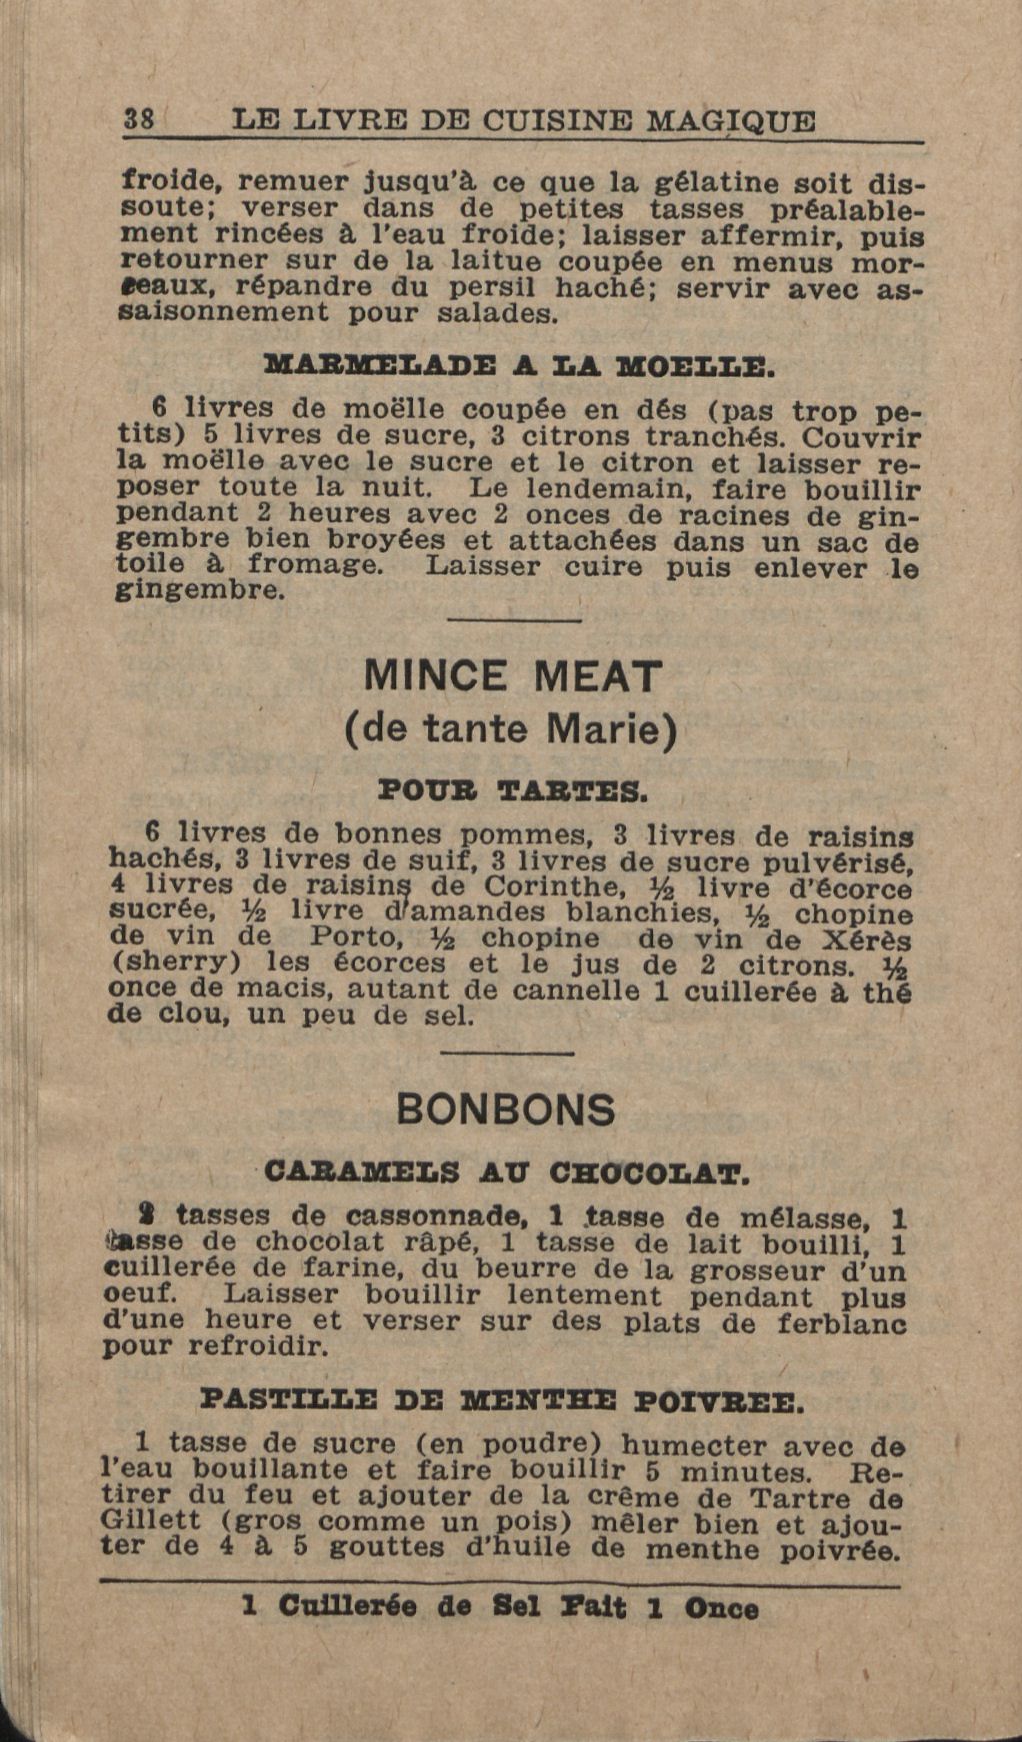 38 LE LIVRE DE CUISINE MAGIQUE
froide, remuer jusqu'à ce que la gélatine soit dis-
soute; verser dans de petites tasses préalable-
ment rincées à l'eau froide; laisser affermir, puis
retourner sur de la laitue coupée en menus mor-
ceaux, répandre du persil haché; servir avec as-
saisonnement pour salades.
MARMELADE A LA MOELLE.
6 livres de moëlle coupée en dés (pas trop pe-
tits) 5 livres de sucre, 3 citrons tranchés. Couvrir
la moëlle avec le sucre et le citron et laisser re-
poser toute la nuit. Le lendemain, faire bouillir
pendant 2 heures avec 2 onces de racines de gin-
gembre bien broyées et attachées dans un sac de
toile à fromage. Laisser cuire puis enlever le
gingembre.
MINCE MEAT
(de tante Marie)
POUR TARTES.
6 livres de bonnes pommes, 3 livres de raisins
hachés, 3 livres de suif, 3 livres de sucre pulvérisé,
4 livres de raisins de Corinthe, ½ livre d'écorce
sucrée, ½ livre d'amandes blanchies, ½ chopine
de vin de Porto, ½ chopine de vin de Xérès
(sherry) les écorces et le jus de 2 citrons. ½
once de macis, autant de cannelle 1 cuillerée à thé
de clou, un peu de sel.
BONBONS
CARAMELS AU CHOCOLAT.
2 tasses de cassonnade, 1 tasse de mélasse, 1
tasse de chocolat râpé, 1 tasse de lait bouilli, 1
cuillerée de farine, du beurre de la grosseur d'un
oeuf. Laisser bouillir lentement pendant plus
d'une heure et verser sur des plats de ferblanc
pour refroidir.
PASTILLE DE MENTHE POIVREE.
1 tasse de sucre (en poudre) humecter avec de
l'eau bouillante et faire bouillir 5 minutes. Re-
tirer du feu et ajouter de la crême de Tartre de
Gillett (gros comme un pois) mêler bien et ajou-
ter de 4 à 5 gouttes d'huile de menthe poivrée.
1 Cuillerée de Sel Fait 1 Once